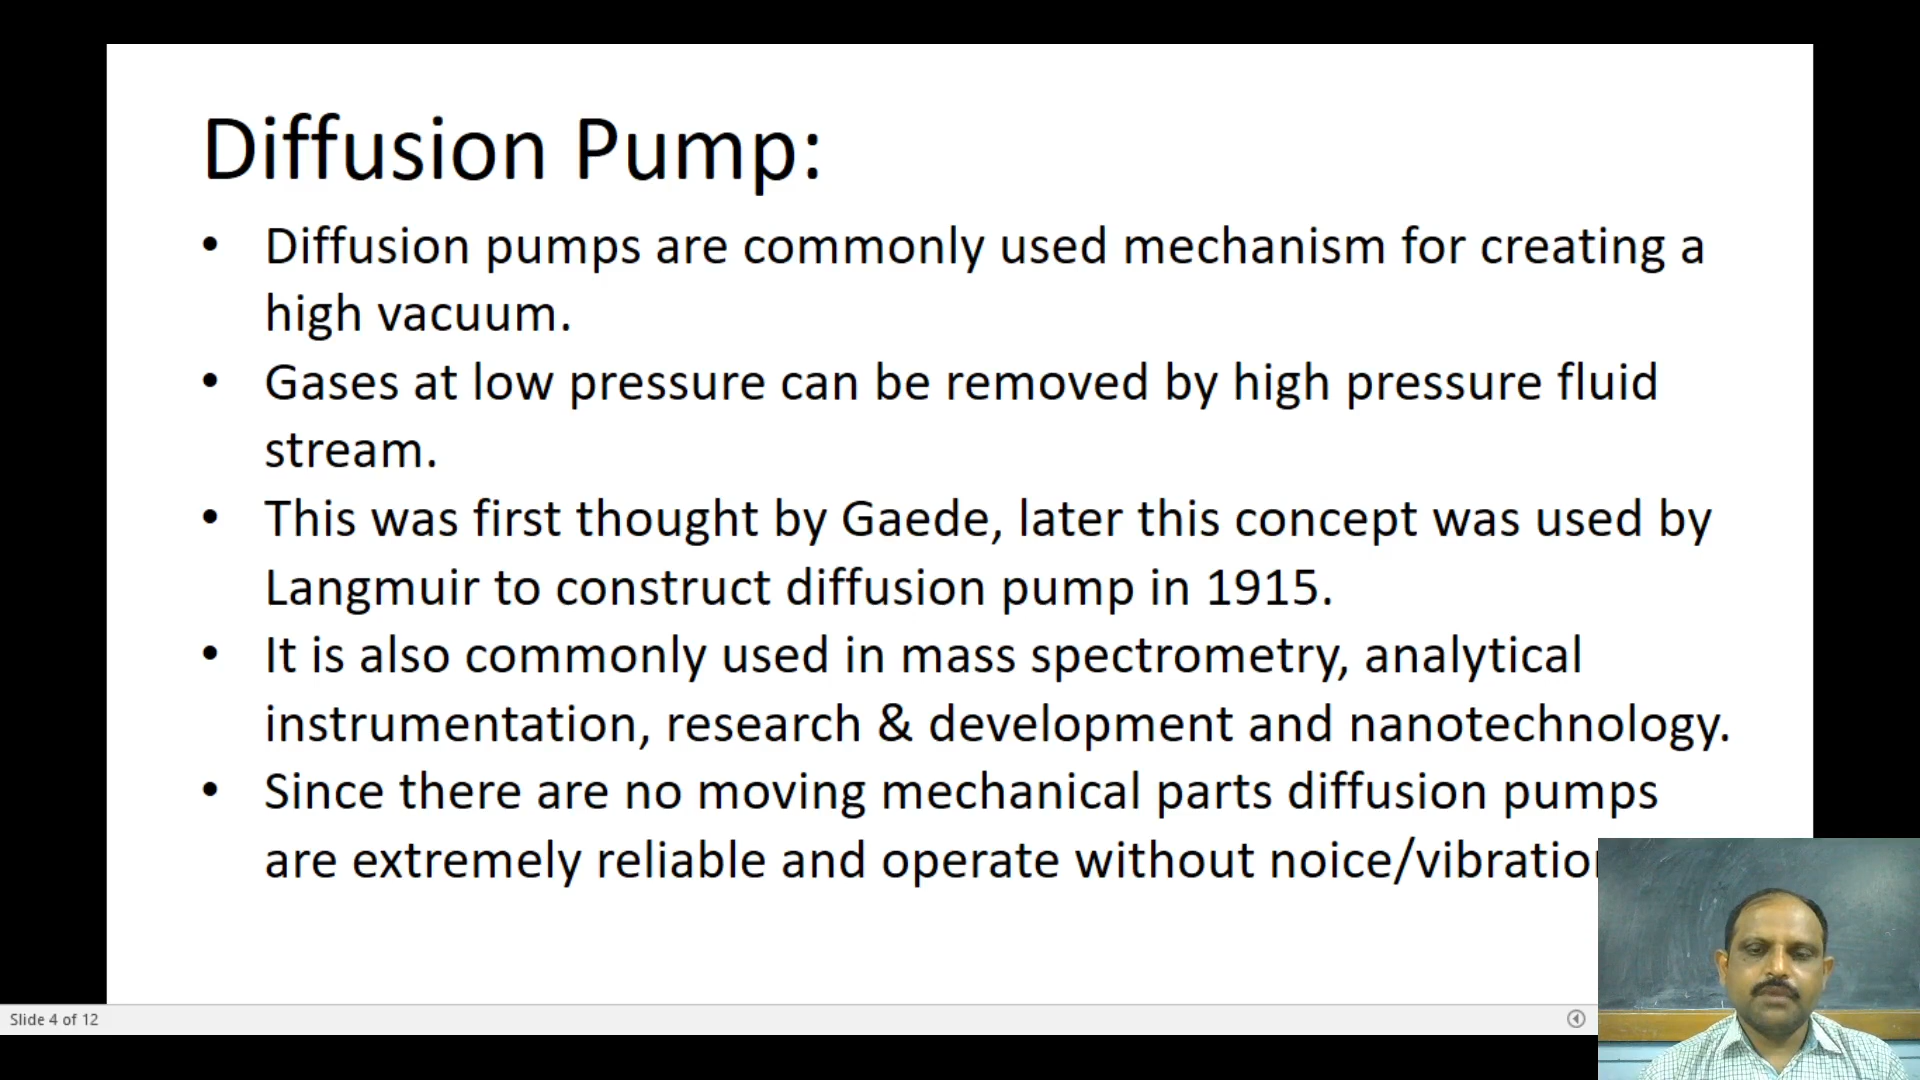 Diffusion Pump:
• Diffusion pumps are commonly used mechanism for creating a
high vacuum.
• Gases at low pressure can be removed by high pressure fluid
stream.
• This was first thought by Gaede, later this concept was used by
Langmuir to construct diffusion pump in 1915.
• It is also commonly used in mass spectrometry, analytical
instrumentation, research & development and nanotechnology.
• Since there are no moving mechanical parts diffusion pumps
are extremely reliable and operate without noice/vibration
Slide 4 of 12